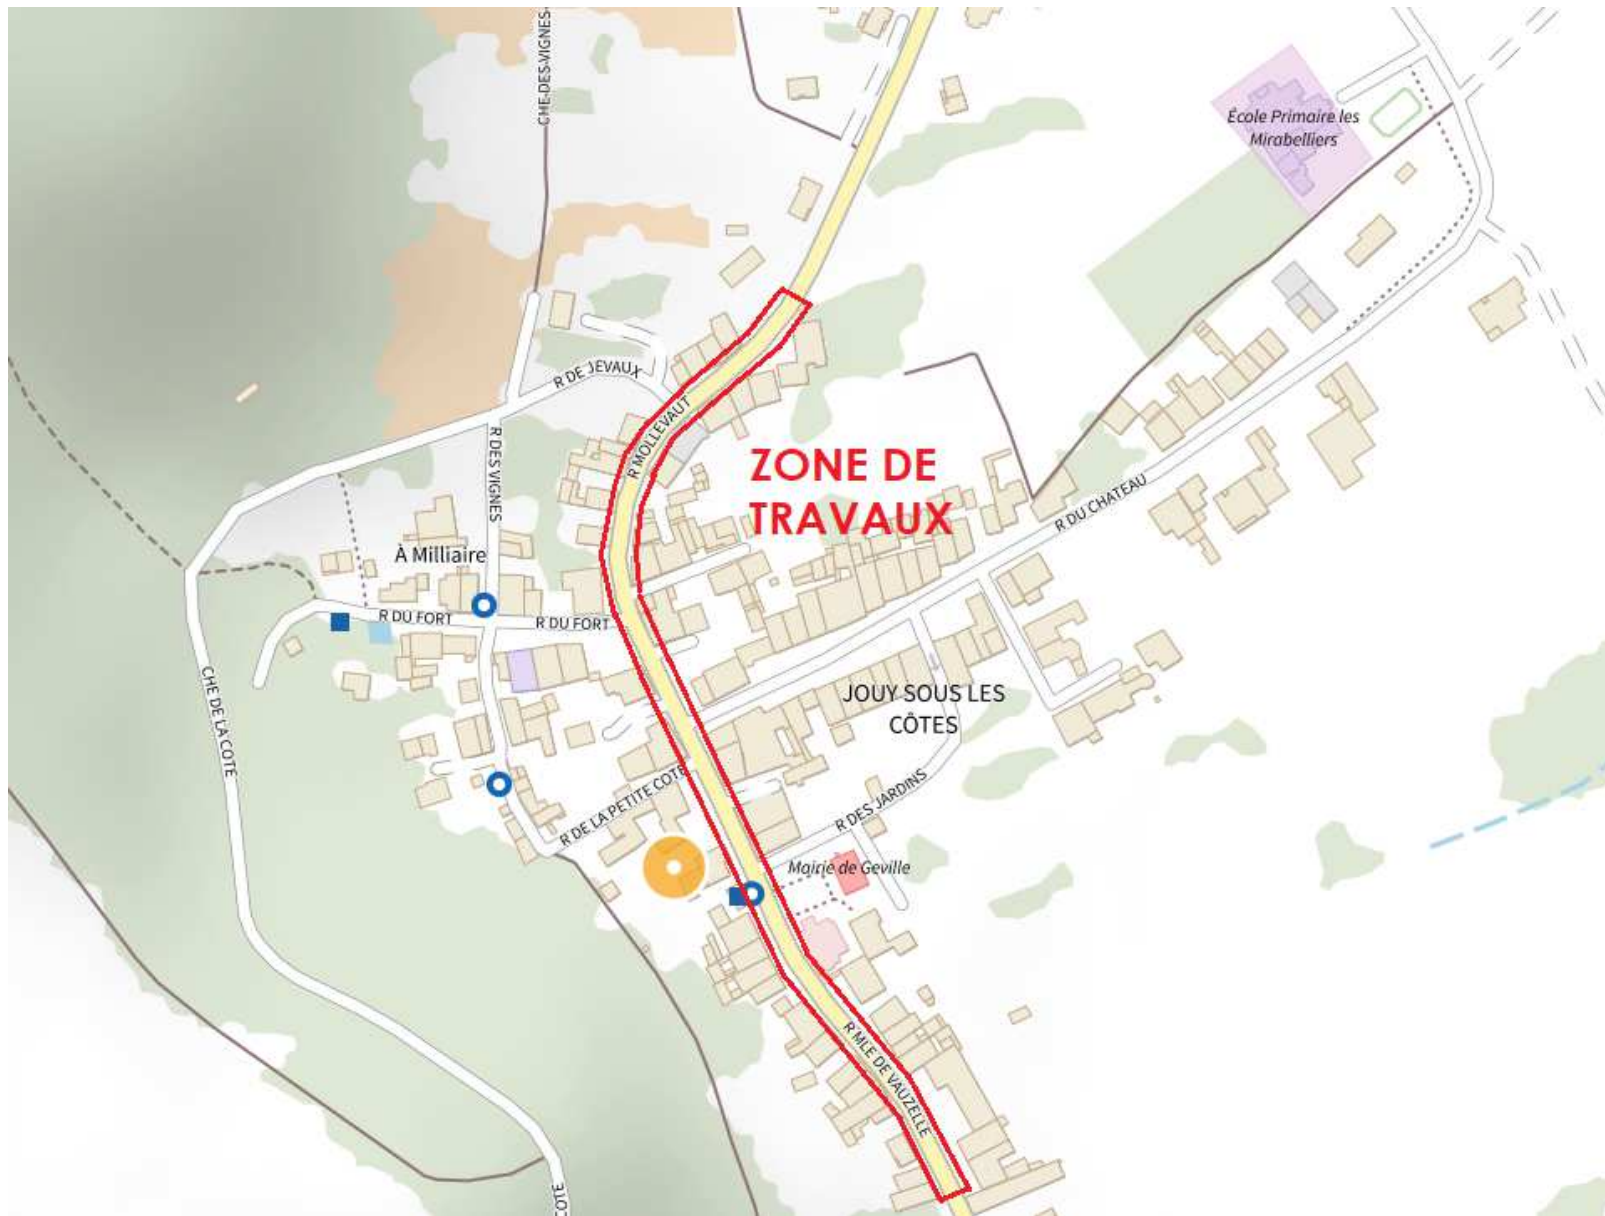 CHE-DES-VIGNES
École Primaire les
Mirabelliers
R DE JEVAUX
R MOLLEVAUT
R DES VIGNES
ZONE DE
TRAVAUX
R DU CHATEAU
À Milliaire
R DU FORT
R DU FORT
CHE DE LA COTE
JOUY SOUS LES
CÔTES
R DE LA PETITE COTE
R DES JARDINS
Mairie de Geville
R MLE DE VAUZELLE
COTE